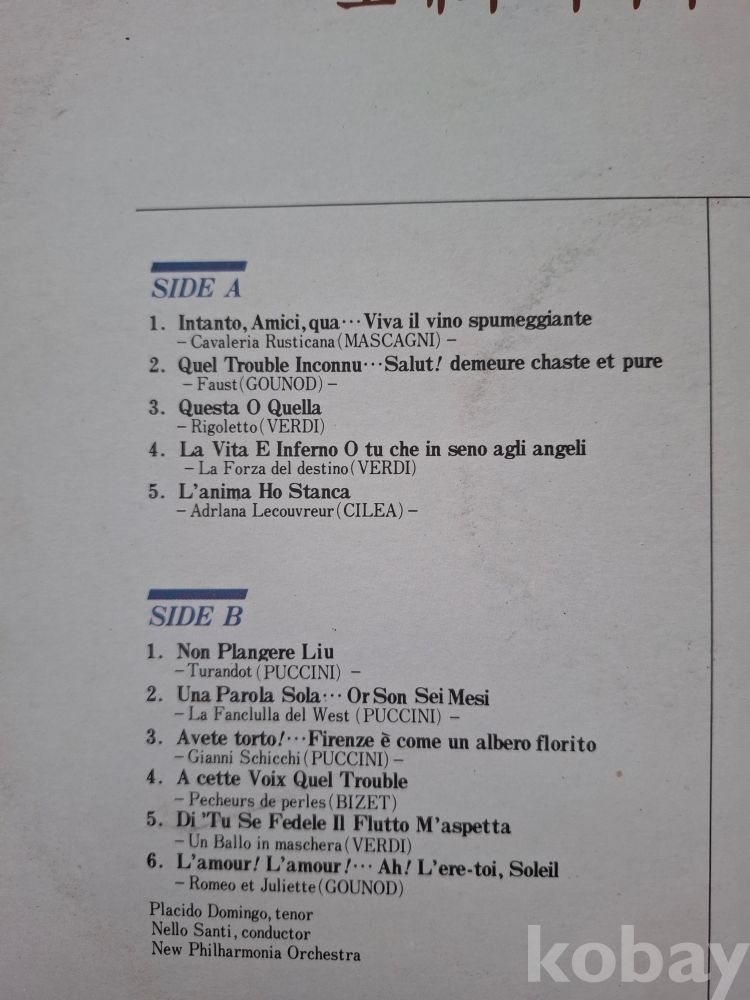 SIDE A
1. Intanto, Amici, qua⋯Viva il vino spumeggiante
– Cavaleria Rusticana (MASCAGNI) –
2. Quel Trouble Inconnu⋯Salut! demeure chaste et pure
– Faust (GOUNOD) –
3. Questa O Quella
– Rigoletto (VERDI)
4. La Vita E Inferno O tu che in seno agli angeli
– La Forza del destino (VERDI)
5. L'anima Ho Stanca
– Adrlana Lecouvreur (CILEA) –
SIDE B
1. Non Plangere Liu
– Turandot (PUCCINI) –
2. Una Parola Sola⋯Or Son Sei Mesi
– La Fanclulla del West (PUCCINI) –
3. Avete torto!⋯Firenze è come un albero florito
– Gianni Schicchi (PUCCINI) –
4. A cette Voix Quel Trouble
– Pecheurs de perles (BIZET)
5. Di 'Tu Se Fedele Il Flutto M'aspetta
– Un Ballo in maschera (VERDI)
6. L'amour! L'amour!⋯ Ah! L'ere-toi, Soleil
– Romeo et Juliette (GOUNOD)
Placido Domingo, tenor
Nello Santi, conductor
New Philharmonia Orchestra
kobay